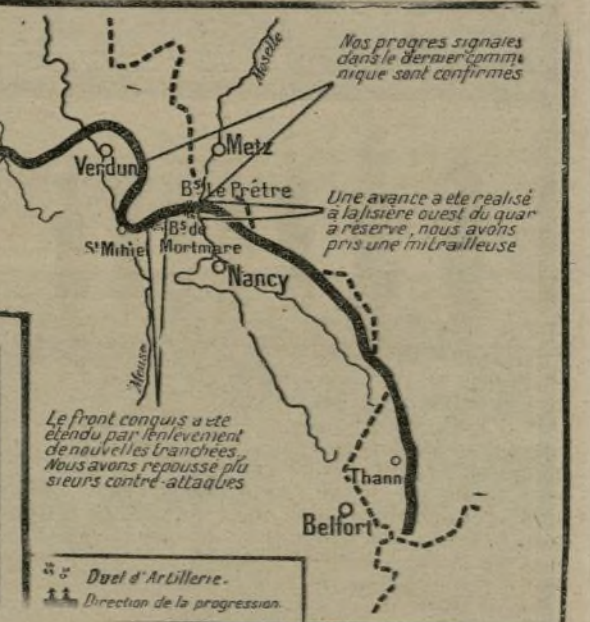 Nos progres signales
dans le dernier commu
nique sont confirmés
Moselle
Metz
Verdun
Bs Le Prêtre
Une avance a ete realisé
à la lisière ouest du quar
a réserve, nous avons
pris une mitrailleuse
Bs de
Mortmare
St Mihiel
Nancy
Meuse
Le front conquis a ete
étendu par l'enlèvement
de nouvelles tranchées.
Nous avons repoussé plu
sieurs contre-attaques
Thann
Belfort
Duel d'Artillerie.
Direction de la progression.